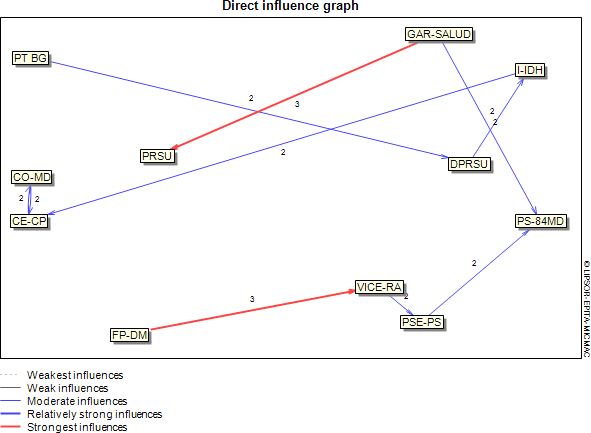 Direct influence graph
GAR-SALUD
PT BG
I-IDH
2
3
2
2
2
PRSU
DPRSU
CO-MD
2 2
CE-CP
PS-84MD
2
VICE-RA
2
3
PSE-PS
FP-DM
© LIPSOR-EPITA-MICMAC
Weakest influences
Weak influences
Moderate influences
Relatively strong influences
Strongest influences